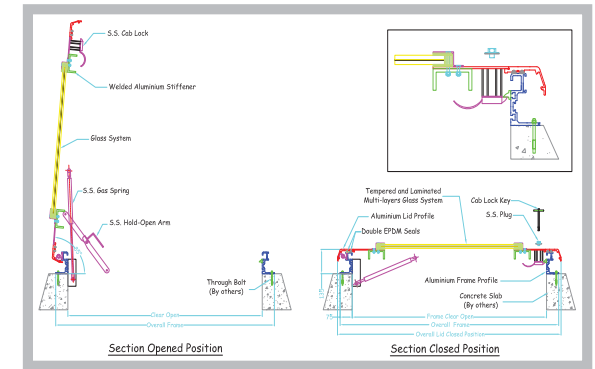 S.S. Cab Lock
Welded Aluminium Stiffener
Glass System
S.S. Gas Spring
S.S. Hold-Open Arm
Through Bolt
(By others)
Clear Open
Overall Frame
Section Opened Position
Tempered and Laminated
Multi-layers Glass System
Cab Lock Key
Aluminium Lid Profile
S.S. Plug
Double EPDM Seals
Aluminium Frame Profile
Concrete Slab
(By others)
75
Frame Clear Open
Overall Frame
Overall Lid Closed Position
Section Closed Position